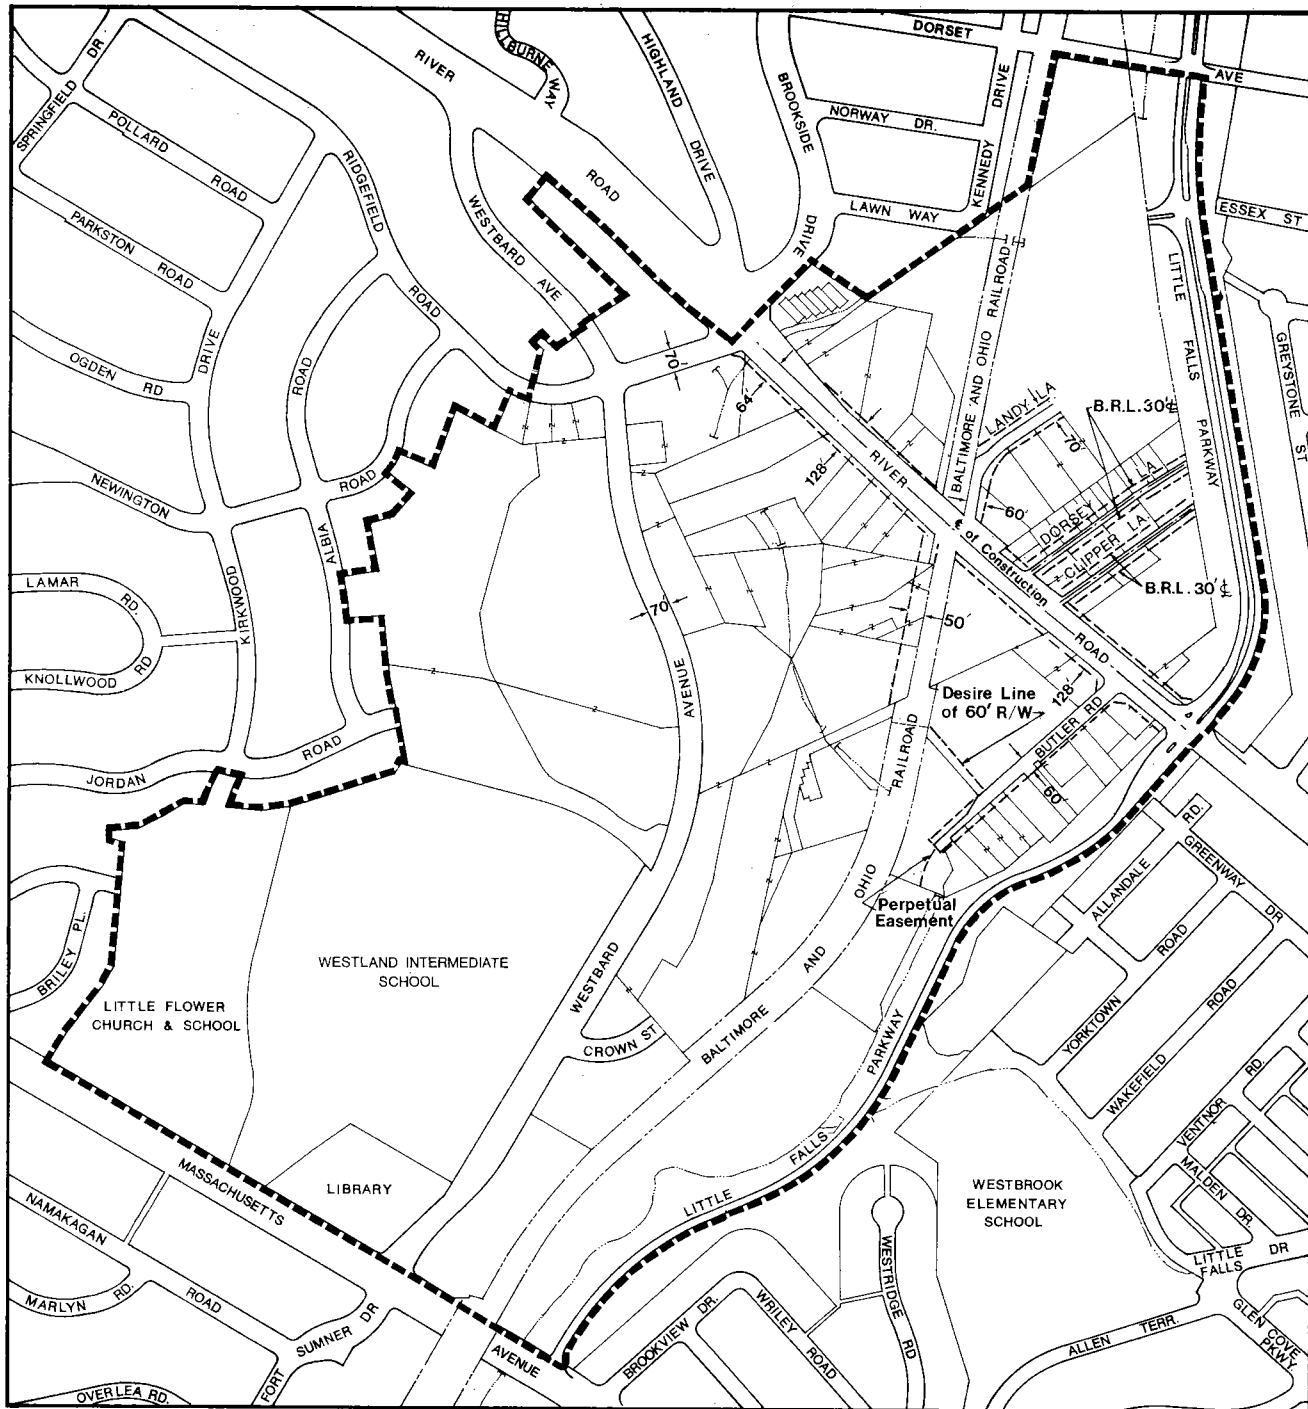 DORSET
AVE
SPRINGFIELD DR
POLLARD ROAD
PARKSTON ROAD
OGDEN RD
NEWINGTON
LAMAR RD.
KNOLLWOOD RD
JORDAN ROAD
BRILEY PL.
KIRKWOOD DRIVE
ALBIA ROAD
ROAD
RIDGEFIELD ROAD
RIVER ROAD
HILLBURNE WAY
HIGHLAND DRIVE
BROOKSIDE DRIVE
NORWAY DR.
LAWN WAY
KENNEDY DRIVE
WESTBARD AVE
ESSEX ST
GREYSTONE ST
LITTLE FALLS PARKWAY
BALTIMORE AND OHIO RAILROAD
LANDY LA
B.R.L. 30' ℄
70'
DORSEY LA
CLIPPER LA
B.R.L. 30' ℄
60'
70'
64'
128'
RIVER ROAD
℄ of Construction
70'
50'
128'
Desire Line
of 60' R/W
BUTLER RD
60'
Perpetual
Easement
WESTBARD AVENUE
BALTIMORE AND OHIO RAILROAD
CROWN ST
WESTLAND INTERMEDIATE
SCHOOL
LITTLE FLOWER
CHURCH & SCHOOL
LIBRARY
MASSACHUSETTS AVENUE
NAMAKAGAN ROAD
MARLYN RD.
OVERLEA RD.
FORT SUMNER DR
LITTLE FALLS PARKWAY
BROOKVIEW DR.
WRILEY ROAD
WESTRIDGE RD
WESTBROOK
ELEMENTARY
SCHOOL
ALLANDALE RD.
GREENWAY DR
YORKTOWN ROAD
WAKEFIELD ROAD
VENTNOR RD.
MALDEN DR.
LITTLE FALLS DR
GLEN COVE PKWY.
ALLEN TERR.